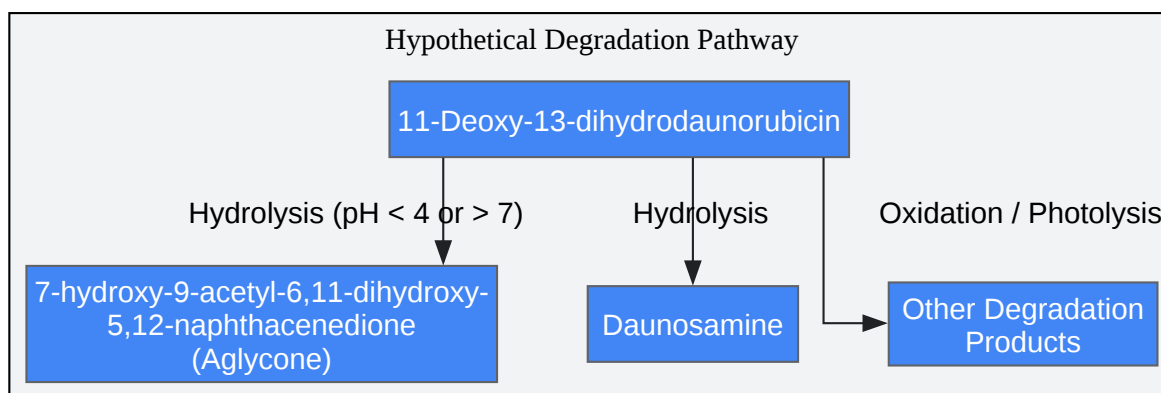 Hypothetical Degradation Pathway
11-Deoxy-13-dihydrodaunorubicin
Hydrolysis (pH < 4 or > 7)
Hydrolysis
Oxidation / Photolysis
7-hydroxy-9-acetyl-6,11-dihydroxy-
5,12-naphthacenedione
(Aglycone)
Daunosamine
Other Degradation
Products